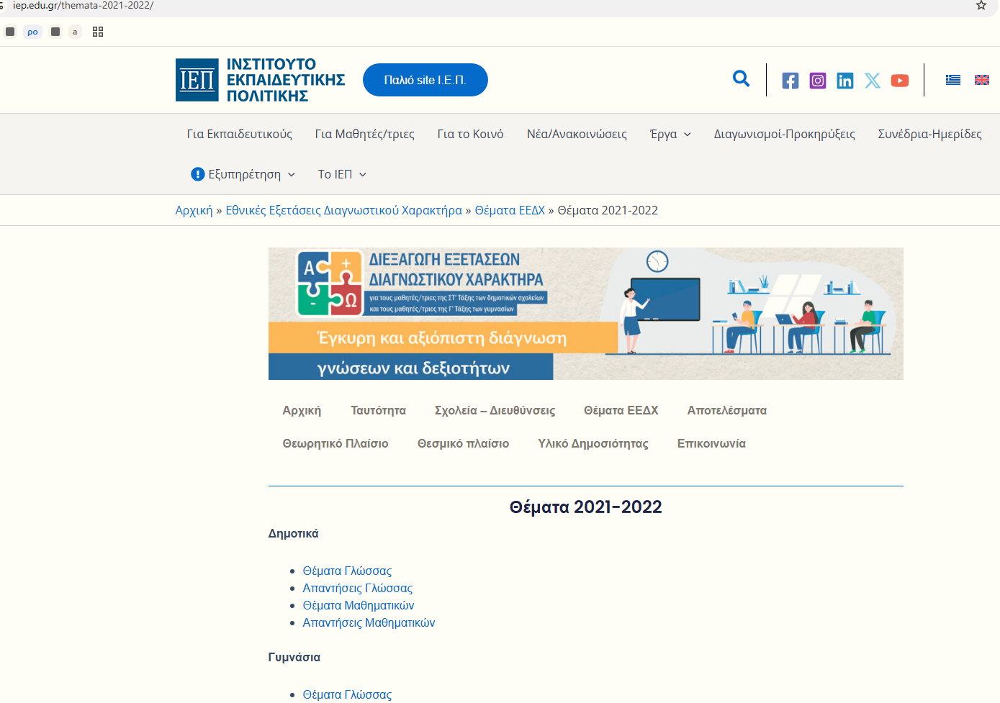 iep.edu.gr/themata-2021-2022/
ρο
a
ΙΕΠ
ΙΝΣΤΙΤΟΥΤΟ
ΕΚΠΑΙΔΕΥΤΙΚΗΣ
ΠΟΛΙΤΙΚΗΣ
Παλιό site Ι.Ε.Π.
Για Εκπαιδευτικούς Για Μαθητές/τριες Για το Κοινό Νέα/Ανακοινώσεις Έργα Διαγωνισμοί-Προκηρύξεις Συνέδρια-Ημερίδες
Εξυπηρέτηση Το ΙΕΠ
Αρχική » Εθνικές Εξετάσεις Διαγνωστικού Χαρακτήρα » Θέματα ΕΕΔΧ » Θέματα 2021-2022
Α + - Ω
ΔΙΕΞΑΓΩΓΗ ΕΞΕΤΑΣΕΩΝ
ΔΙΑΓΝΩΣΤΙΚΟΥ ΧΑΡΑΚΤΗΡΑ
για τους μαθητές/τριες της ΣΤ' Τάξης των δημοτικών σχολείων
και τους μαθητές/τριες της Γ' Τάξης των γυμνασίων
Έγκυρη και αξιόπιστη διάγνωση
γνώσεων και δεξιοτήτων
Αρχική Ταυτότητα Σχολεία – Διευθύνσεις Θέματα ΕΕΔΧ Αποτελέσματα
Θεωρητικό Πλαίσιο Θεσμικό πλαίσιο Υλικό Δημοσιότητας Επικοινωνία
Θέματα 2021-2022
Δημοτικά
• Θέματα Γλώσσας
• Απαντήσεις Γλώσσας
• Θέματα Μαθηματικών
• Απαντήσεις Μαθηματικών
Γυμνάσια
• Θέματα Γλώσσας